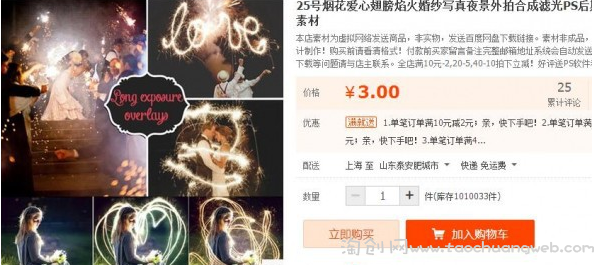 love
Long exposure
overlays
25号烟花爱心翅膀焰火婚纱写真夜景外拍合成滤光PS后
素材
本店素材为虚拟网络发送商品，非实物，发送百度网盘下载链接。素材非成品，
计制作！购买前请看清格式！付款前买家留言备注完整邮箱地址系统会自动发送
下载等问题请与店主联系。全店满10元-2,20-5,40-10拍下立减！好评送PS软件
价格
¥3.00
25
累计评论
优惠
满就送 1.单笔订单满10元减2元；亲，快下手吧！2.单笔订单满
元；亲，快下手吧！3.单笔订单满4...
配送
上海 至 山东泰安肥城市 快递 免运费
数量
- 1 + 件(库存1010033件)
立即购买
加入购物车
淘创网www.taochuangweb.com